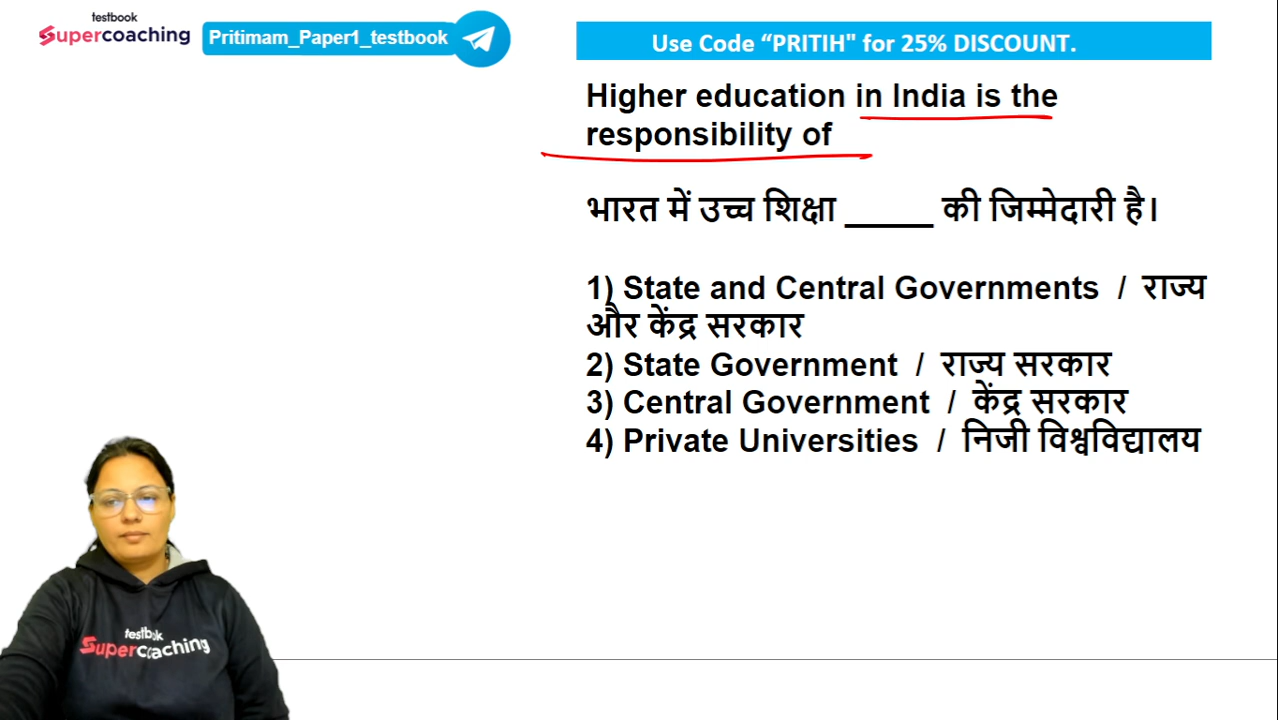 testbook
Supercoaching
Pritimam_Paper1_testbook
Use Code “PRITIH" for 25% DISCOUNT.
Higher education in India is the
responsibility of
भारत में उच्च शिक्षा _____ की जिम्मेदारी है।
1) State and Central Governments / राज्य
और केंद्र सरकार
2) State Government / राज्य सरकार
3) Central Government / केंद्र सरकार
4) Private Universities / निजी विश्वविद्यालय
testbook
Supercoaching